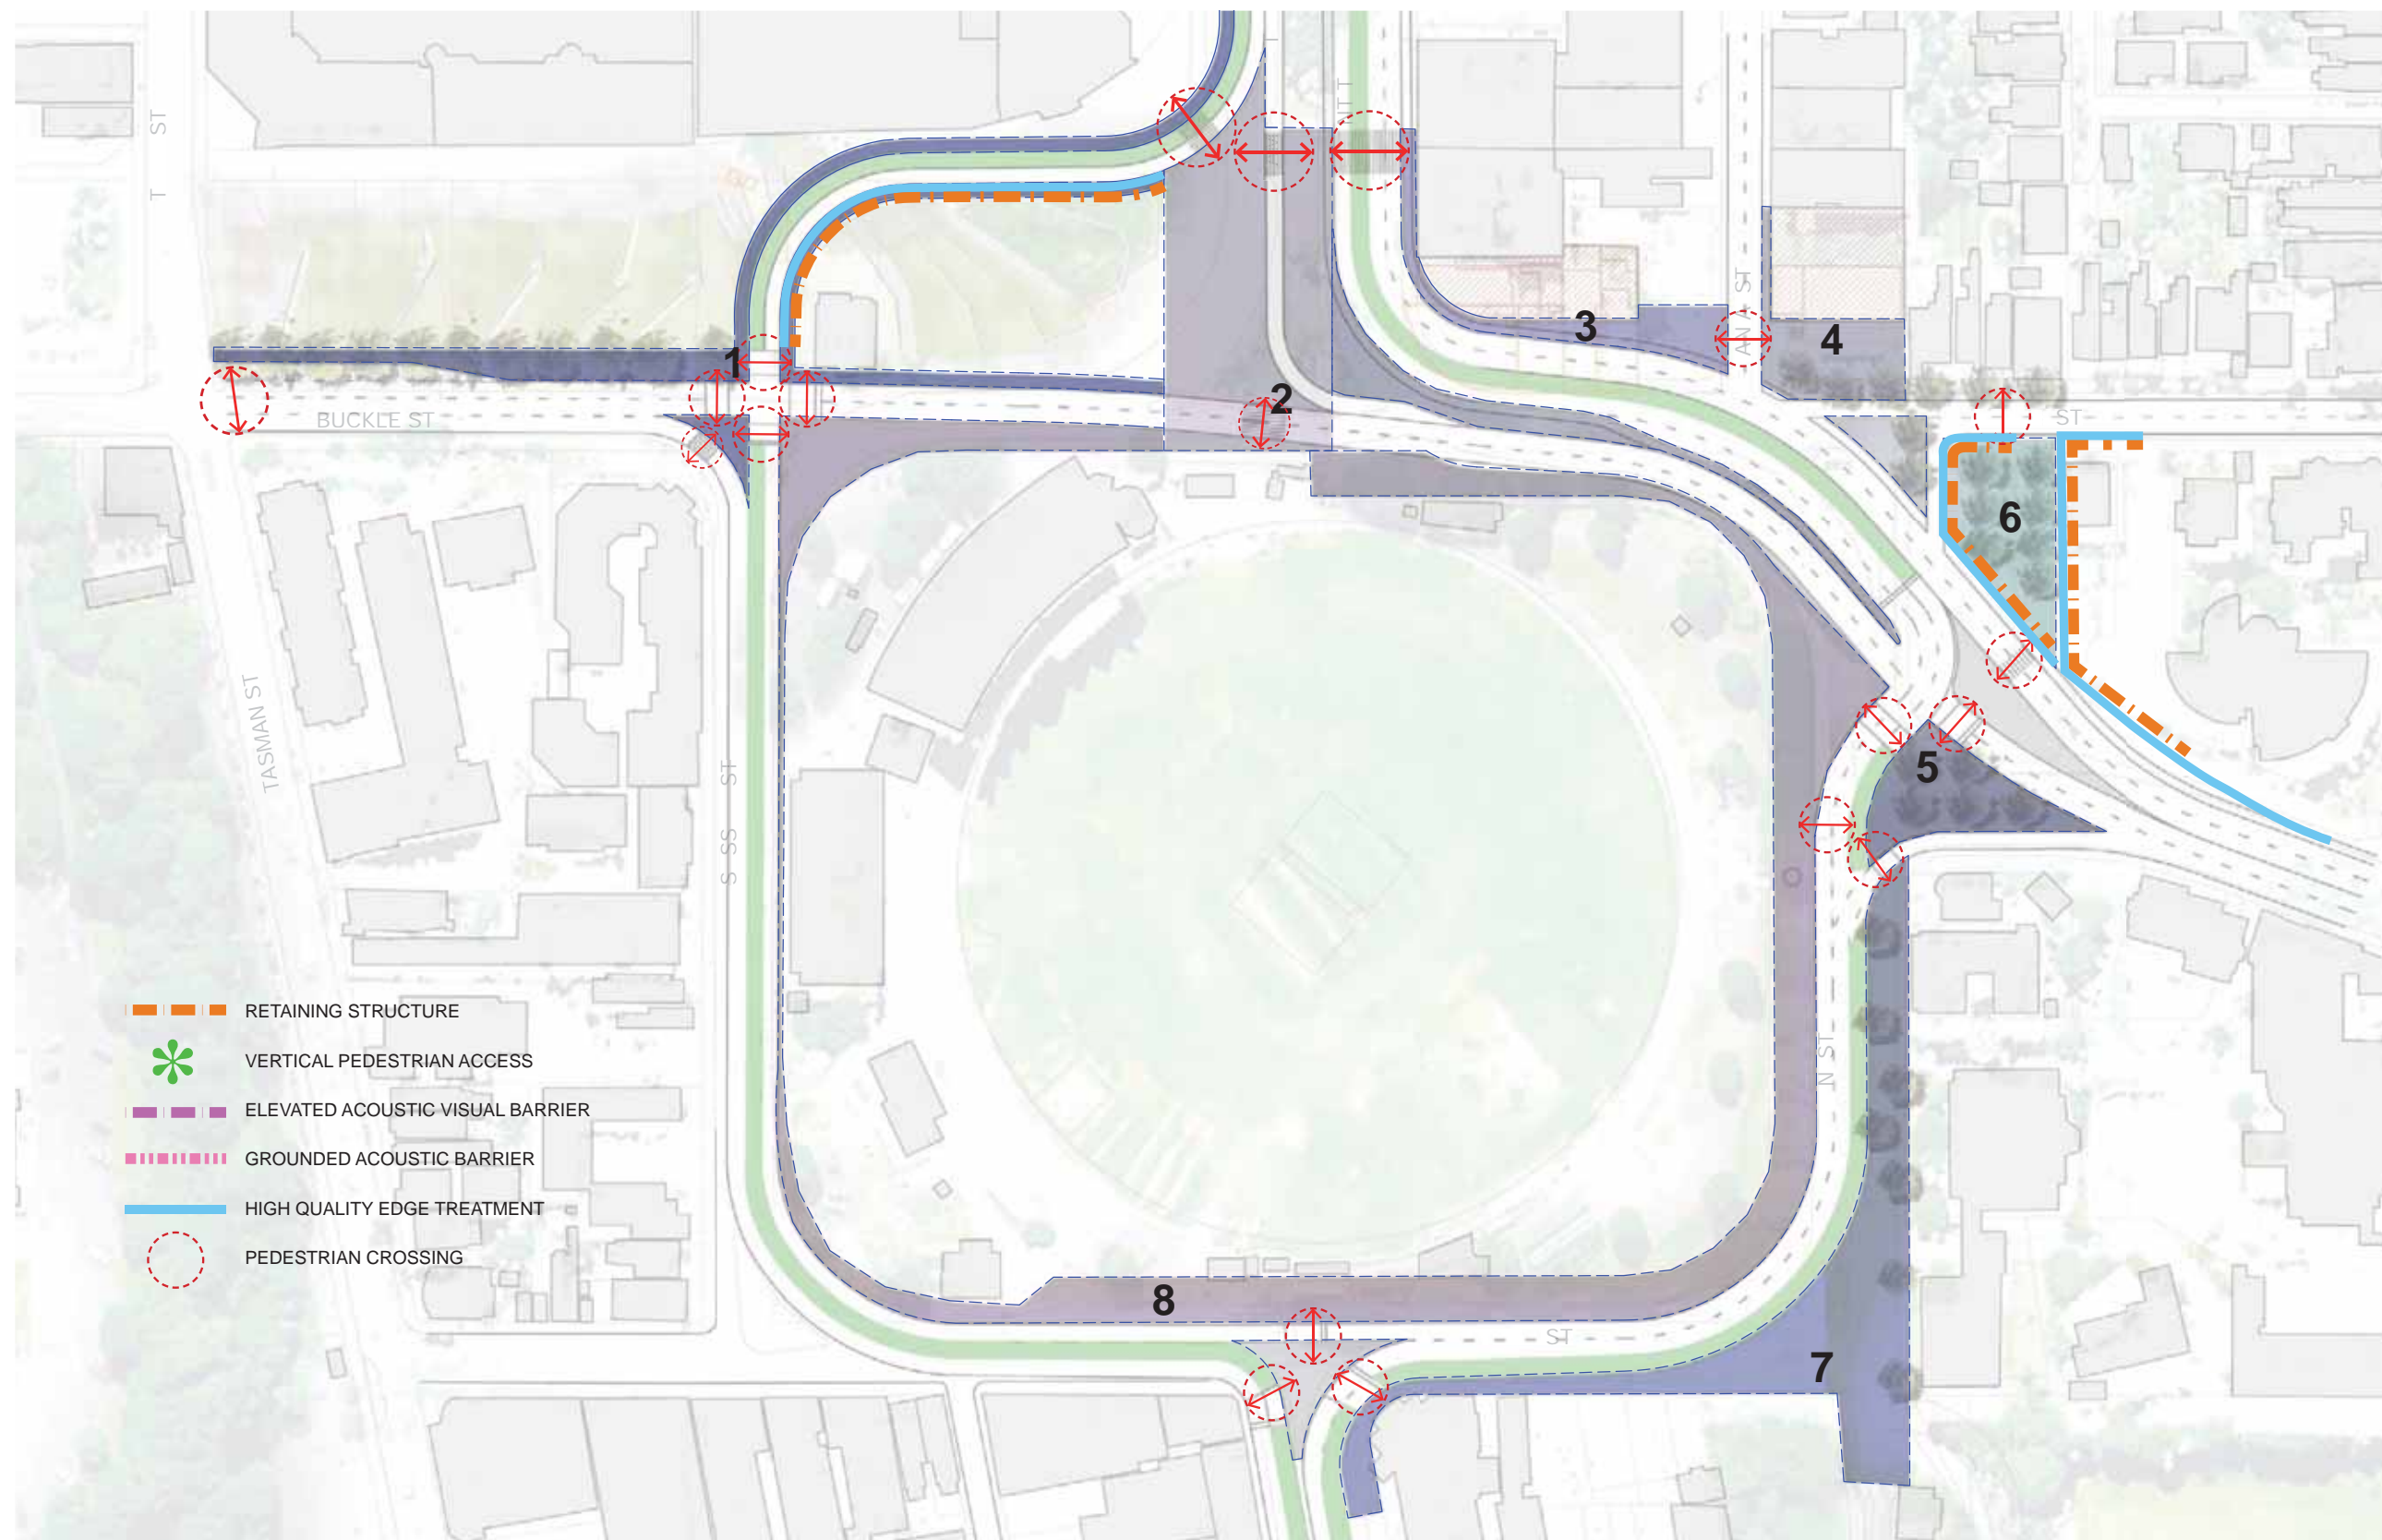 ST
1
BUCKLE ST
2
3
4
ST
6
5
TASMAN ST
ST
N ST
RETAINING STRUCTURE
VERTICAL PEDESTRIAN ACCESS
ELEVATED ACOUSTIC VISUAL BARRIER
GROUNDED ACOUSTIC BARRIER
HIGH QUALITY EDGE TREATMENT
PEDESTRIAN CROSSING
8
ST
7